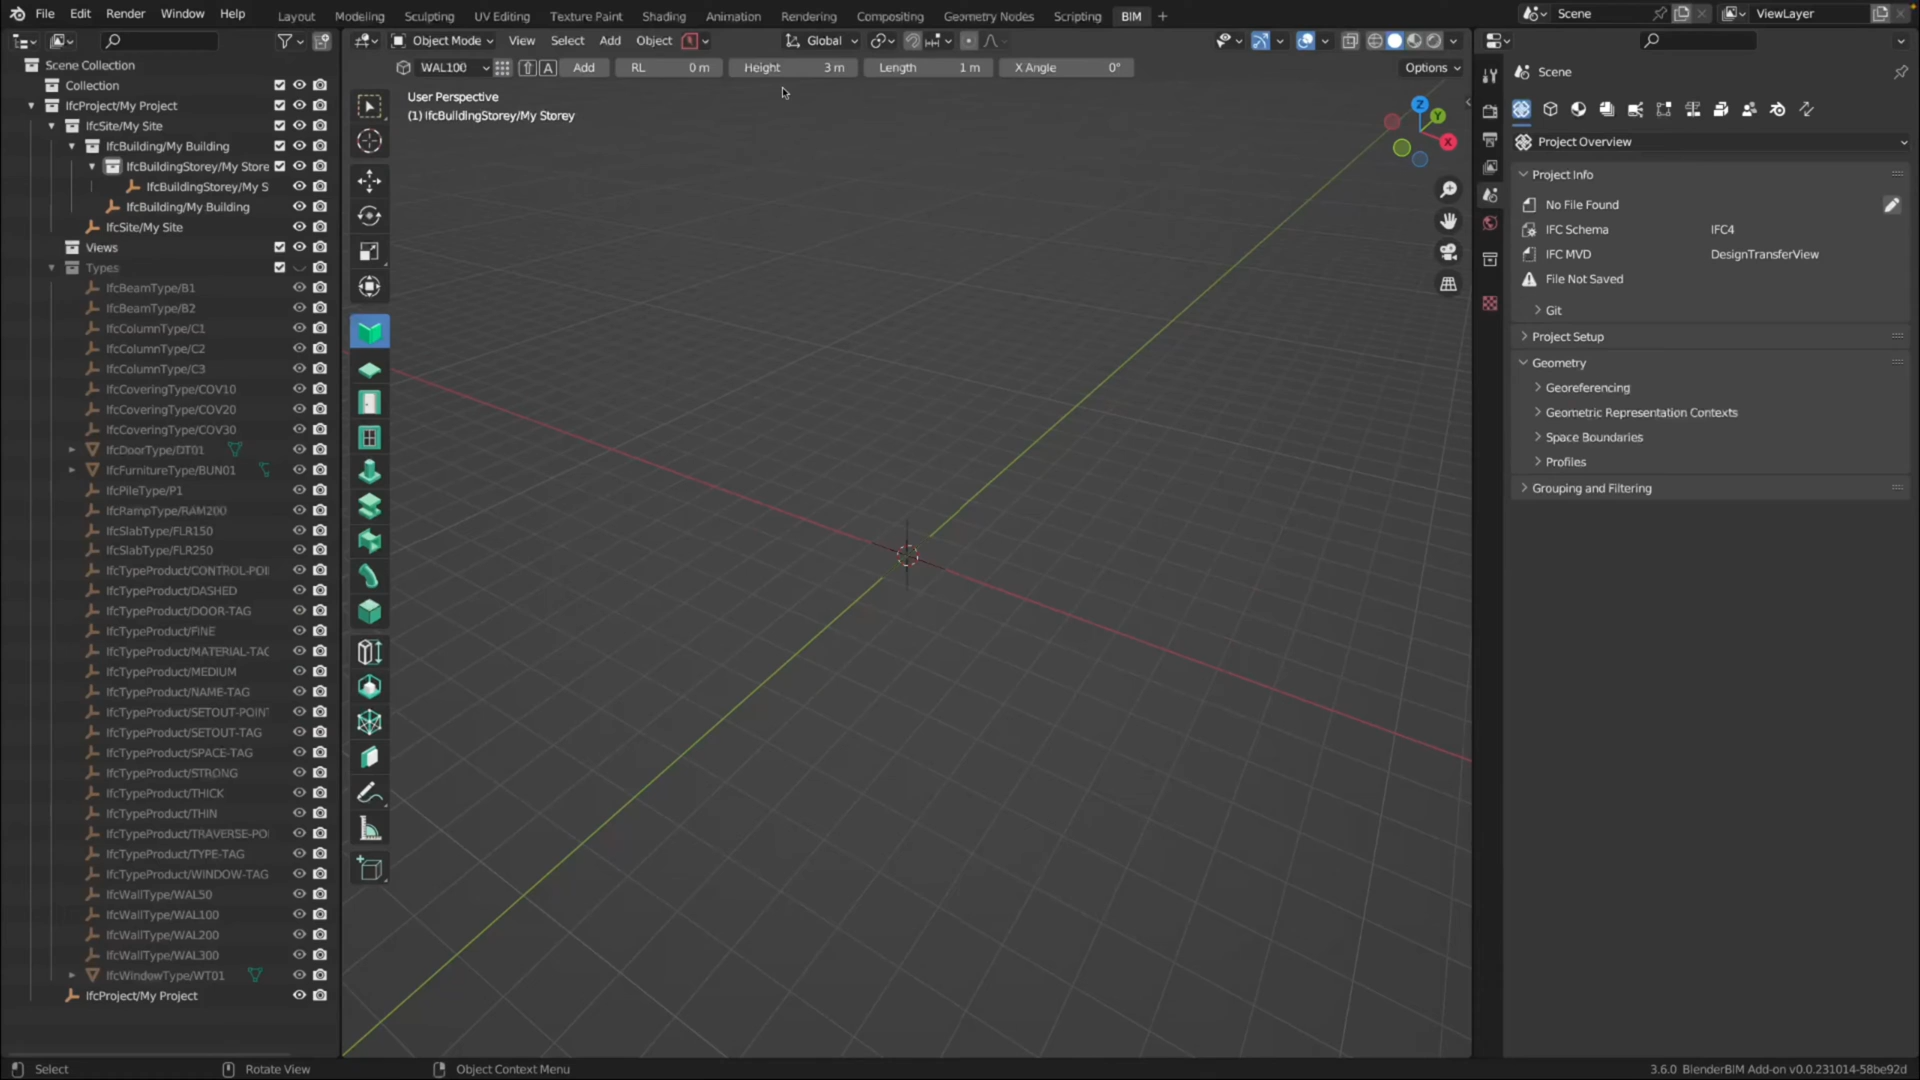 File Edit Render Window Help
Layout Modeling Sculpting UV Editing Texture Paint Shading Animation Rendering Compositing Geometry Nodes Scripting BIM
Scene
ViewLayer
Object Mode View Select Add Object
Global
WAL100
Add
RL 0 m
Height 3 m
Length 1 m
X Angle 0°
Options
User Perspective
(1) IfcBuildingStorey/My Storey
Scene Collection
Collection
IfcProject/My Project
IfcSite/My Site
IfcBuilding/My Building
IfcBuildingStorey/My Store
IfcBuildingStorey/My S
IfcBuilding/My Building
IfcSite/My Site
Views
Types
IfcBeamType/B1
IfcBeamType/B2
IfcColumnType/C1
IfcColumnType/C2
IfcColumnType/C3
IfcCoveringType/COV10
IfcCoveringType/COV20
IfcCoveringType/COV30
IfcDoorType/DT01
IfcFurnitureType/BUN01
IfcPileType/P1
IfcRampType/RAM200
IfcSlabType/FLR150
IfcSlabType/FLR250
IfcTypeProduct/CONTROL-POI
IfcTypeProduct/DASHED
IfcTypeProduct/DOOR-TAG
IfcTypeProduct/FINE
IfcTypeProduct/MATERIAL-TAG
IfcTypeProduct/MEDIUM
IfcTypeProduct/NAME-TAG
IfcTypeProduct/SETOUT-POINT
IfcTypeProduct/SETOUT-TAG
IfcTypeProduct/SPACE-TAG
IfcTypeProduct/STRONG
IfcTypeProduct/THICK
IfcTypeProduct/THIN
IfcTypeProduct/TRAVERSE-PO
IfcTypeProduct/TYPE-TAG
IfcTypeProduct/WINDOW-TAG
IfcWallType/WAL50
IfcWallType/WAL100
IfcWallType/WAL200
IfcWallType/WAL300
IfcWindowType/WT01
IfcProject/My Project
Z
Y
X
Scene
Project Overview
Project Info
No File Found
IFC Schema IFC4
IFC MVD DesignTransferView
File Not Saved
Git
Project Setup
Geometry
Georeferencing
Geometric Representation Contexts
Space Boundaries
Profiles
Grouping and Filtering
Select
Rotate View
Object Context Menu
3.6.0 BlenderBIM Add-on v0.0.231014-58be92d